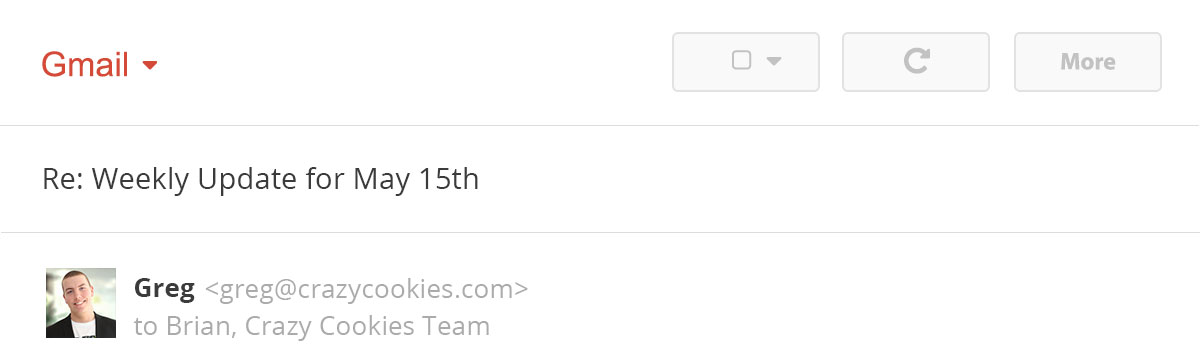 Gmail
More
Re: Weekly Update for May 15th
Greg <greg@crazycookies.com>
to Brian, Crazy Cookies Team